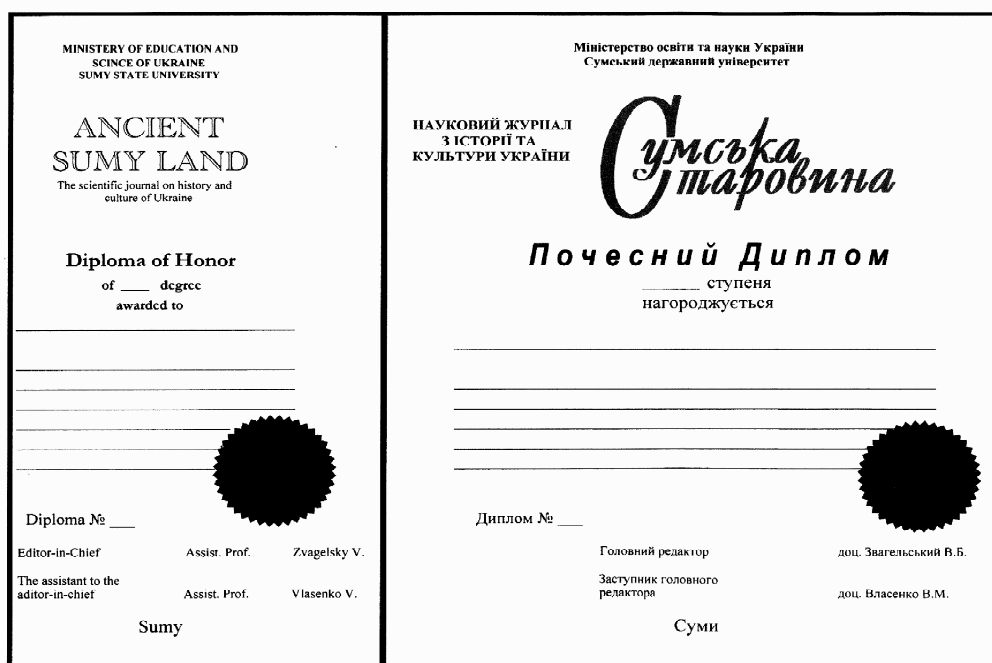 MINISTERY OF EDUCATION AND
SCINCE OF UKRAINE
SUMY STATE UNIVERSITY
ANCIENT
SUMY LAND
The scientific journal on history and
culture of Ukraine
Diploma of Honor
of ____ degree
awarded to
Diploma № ___
Editor-in-Chief Assist. Prof. Zvagelsky V.
The assistant to the
aditor-in-chief Assist. Prof. Vlasenko V.
Sumy
Міністерство освіти та науки України
Сумський державний університет
НАУКОВИЙ ЖУРНАЛ
З ІСТОРІЇ ТА
КУЛЬТУРИ УКРАЇНИ
Сумська
старовина
Почесний Диплом
______ ступеня
нагороджується
Диплом № ___
Головний редактор доц. Звагельський В.Б.
Заступник головного
редактора доц. Власенко В.М.
Суми